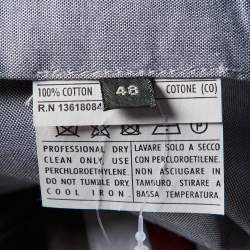 100% COTTON
48
COTONE (CO)
R.N 13618084
PROFESSIONAL DRY
CLEAN ONLY, USE
PERCHLOROETHYLENE.
DO NOT TUMBLE DRY
COOL IRON.
LAVARE SOLO A SECCO
CON PERCLOROETILENE.
NON ASCIUGARE IN
TAMBURO STIRARE A
BASSA TEMPERATURA.